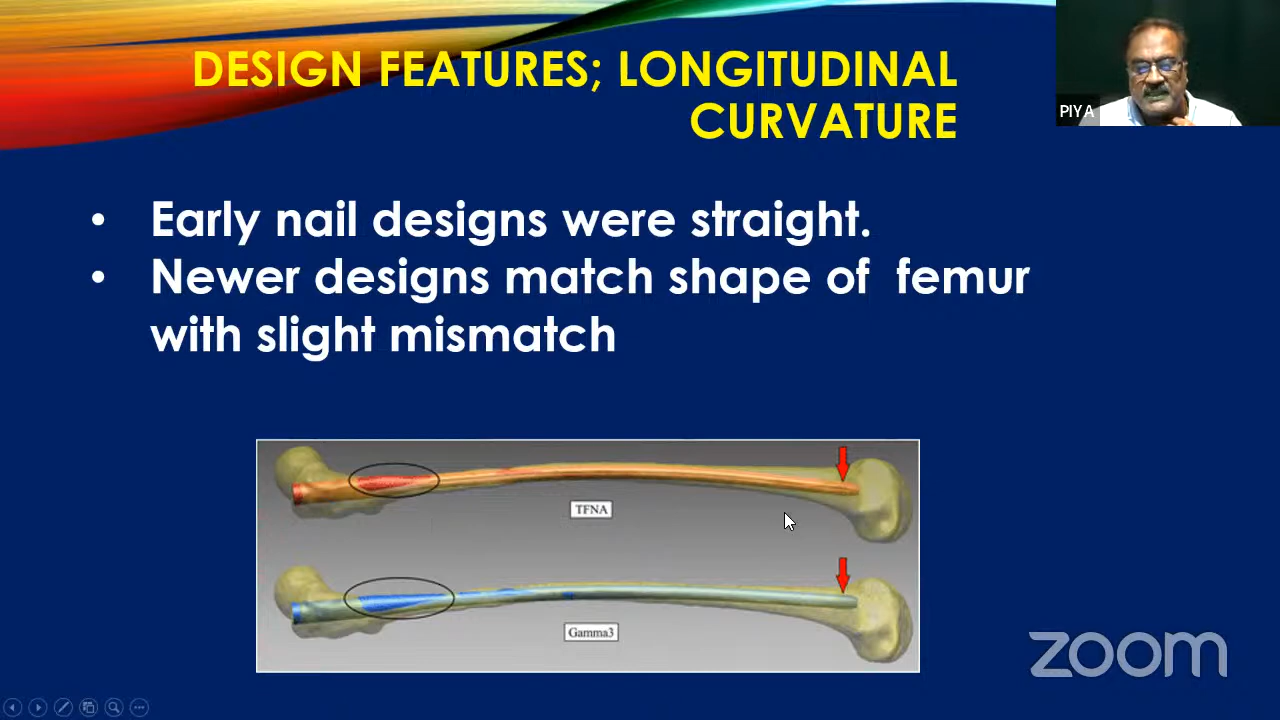 DESIGN FEATURES; LONGITUDINAL
CURVATURE
PIYA
• Early nail designs were straight.
• Newer designs match shape of femur
with slight mismatch
TFNA
Gamma3
zoom